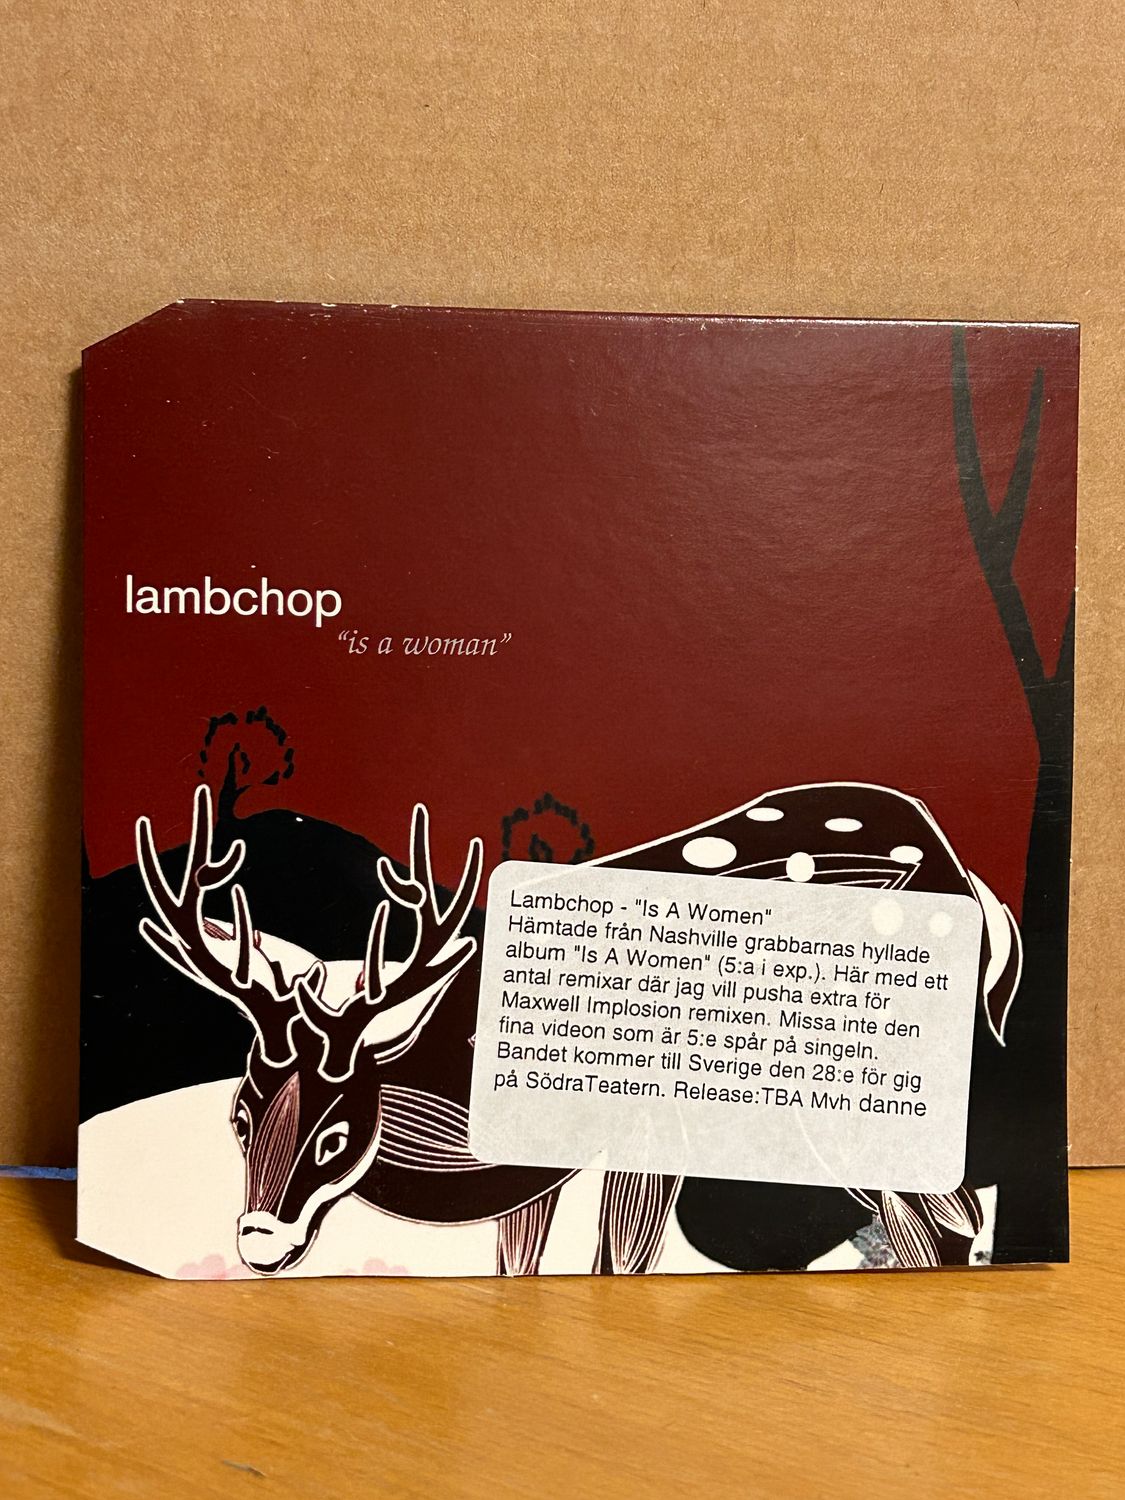 lambchop
“is a woman”
Lambchop - "Is A Women"
Hämtade från Nashville grabbarnas hyllade
album "Is A Women" (5:a i exp.). Här med ett
antal remixar där jag vill pusha extra för
Maxwell Implosion remixen. Missa inte den
fina videon som är 5:e spår på singeln.
Bandet kommer till Sverige den 28:e för gig
på SödraTeatern. Release:TBA Mvh danne